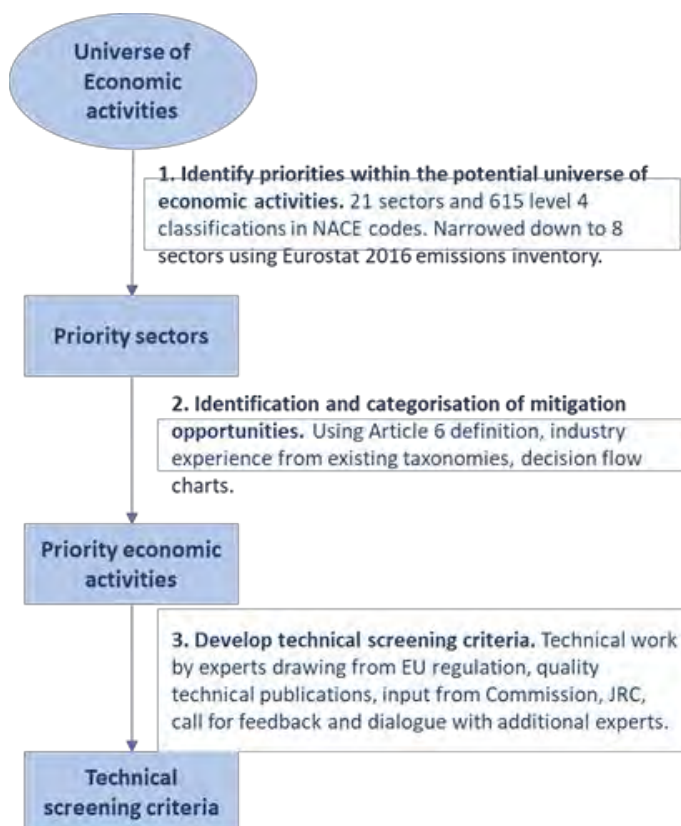 Universe of
Economic
activities
1. Identify priorities within the potential universe of
economic activities. 21 sectors and 615 level 4
classifications in NACE codes. Narrowed down to 8
sectors using Eurostat 2016 emissions inventory.
Priority sectors
2. Identification and categorisation of mitigation
opportunities. Using Article 6 definition, industry
experience from existing taxonomies, decision flow
charts.
Priority economic
activities
3. Develop technical screening criteria. Technical work
by experts drawing from EU regulation, quality
technical publications, input from Commission, JRC,
call for feedback and dialogue with additional experts.
Technical
screening criteria